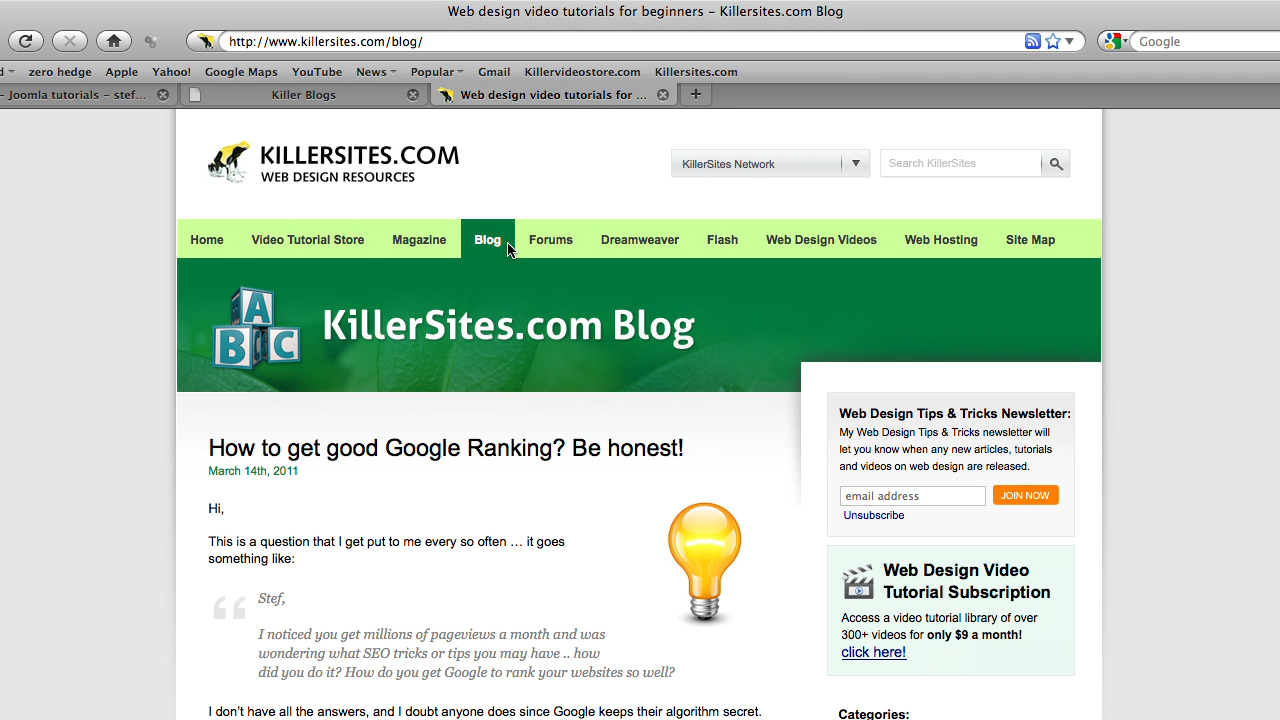 Web design video tutorials for beginners – Killersites.com Blog
http://www.killersites.com/blog/
Google
zero hedge Apple Yahoo! Google Maps YouTube News Popular Gmail Killervideostore.com Killersites.com
– Joomla tutorials – stef... Killer Blogs Web design video tutorials for ... +
KILLERSITES.COM
WEB DESIGN RESOURCES
KillerSites Network
Search KillerSites
Home Video Tutorial Store Magazine Blog Forums Dreamweaver Flash Web Design Videos Web Hosting Site Map
A B C
KillerSites.com Blog
How to get good Google Ranking? Be honest!
March 14th, 2011
Hi,
This is a question that I get put to me every so often … it goes
something like:
“
Stef,
I noticed you get millions of pageviews a month and was
wondering what SEO tricks or tips you may have .. how
did you do it? How do you get Google to rank your websites so well?
I don't have all the answers, and I doubt anyone does since Google keeps their algorithm secret.
Web Design Tips & Tricks Newsletter:
My Web Design Tips & Tricks newsletter will
let you know when any new articles, tutorials
and videos on web design are released.
email address
JOIN NOW
Unsubscribe
Web Design Video
Tutorial Subscription
Access a video tutorial library of over
300+ videos for only $9 a month!
click here!
Categories: